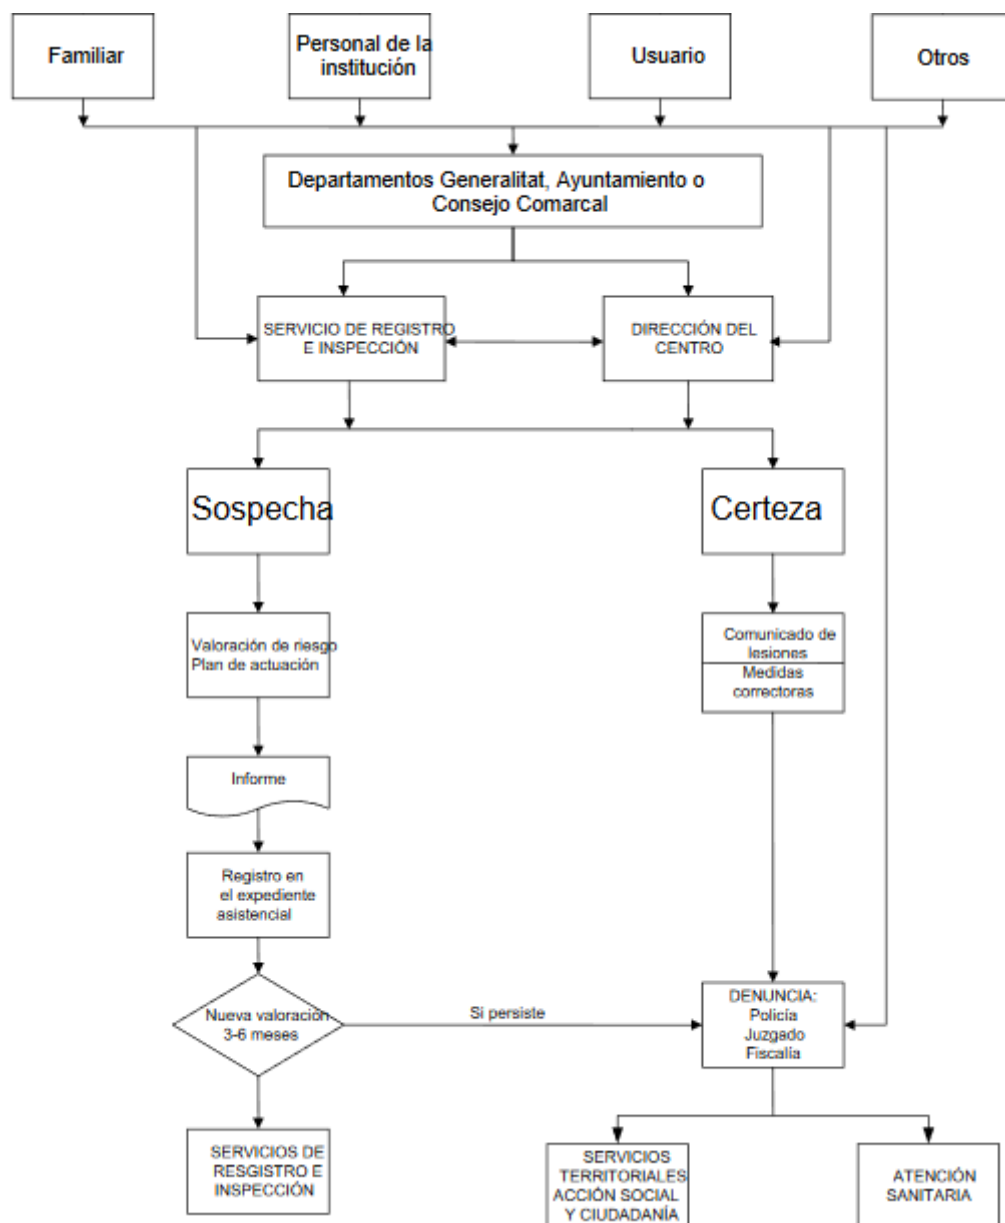 Familiar
Personal de la
institución
Usuario
Otros
Departamentos Generalitat, Ayuntamiento o
Consejo Comarcal
SERVICIO DE REGISTRO
E INSPECCIÓN
DIRECCIÓN DEL
CENTRO
Sospecha
Certeza
Valoración de riesgo
Plan de actuación
Comunicado de
lesiones
Medidas
correctoras
Informe
Registro en
el expediente
asistencial
Nueva valoración
3-6 meses
Si persiste
DENUNCIA:
Policía
Juzgado
Fiscalía
SERVICIOS DE
RESGISTRO E
INSPECCIÓN
SERVICIOS
TERRITORIALES
ACCIÓN SOCIAL
Y CIUDADANÍA
ATENCIÓN
SANITARIA